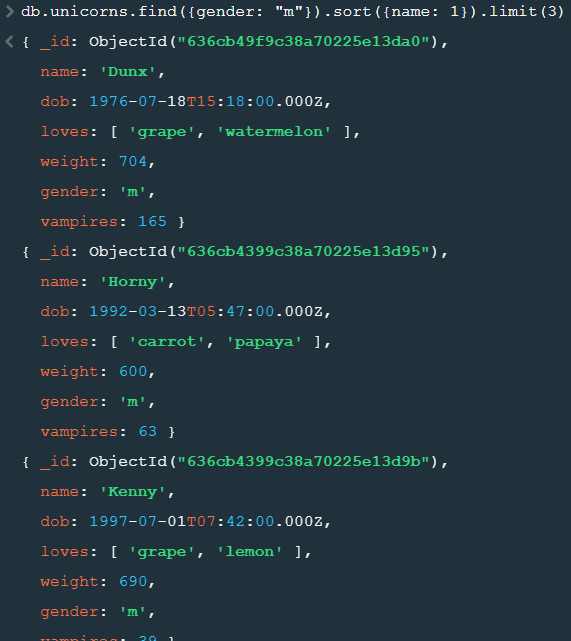 > db.unicorns.find({gender: "m"}).sort({name: 1}).limit(3)
< { _id: ObjectId("636cb49f9c38a70225e13da0"),
name: 'Dunx',
dob: 1976-07-18T15:18:00.000Z,
loves: [ 'grape', 'watermelon' ],
weight: 704,
gender: 'm',
vampires: 165 }
{ _id: ObjectId("636cb4399c38a70225e13d95"),
name: 'Horny',
dob: 1992-03-13T05:47:00.000Z,
loves: [ 'carrot', 'papaya' ],
weight: 600,
gender: 'm',
vampires: 63 }
{ _id: ObjectId("636cb4399c38a70225e13d9b"),
name: 'Kenny',
dob: 1997-07-01T07:42:00.000Z,
loves: [ 'grape', 'lemon' ],
weight: 690,
gender: 'm',
vampires: 39 }